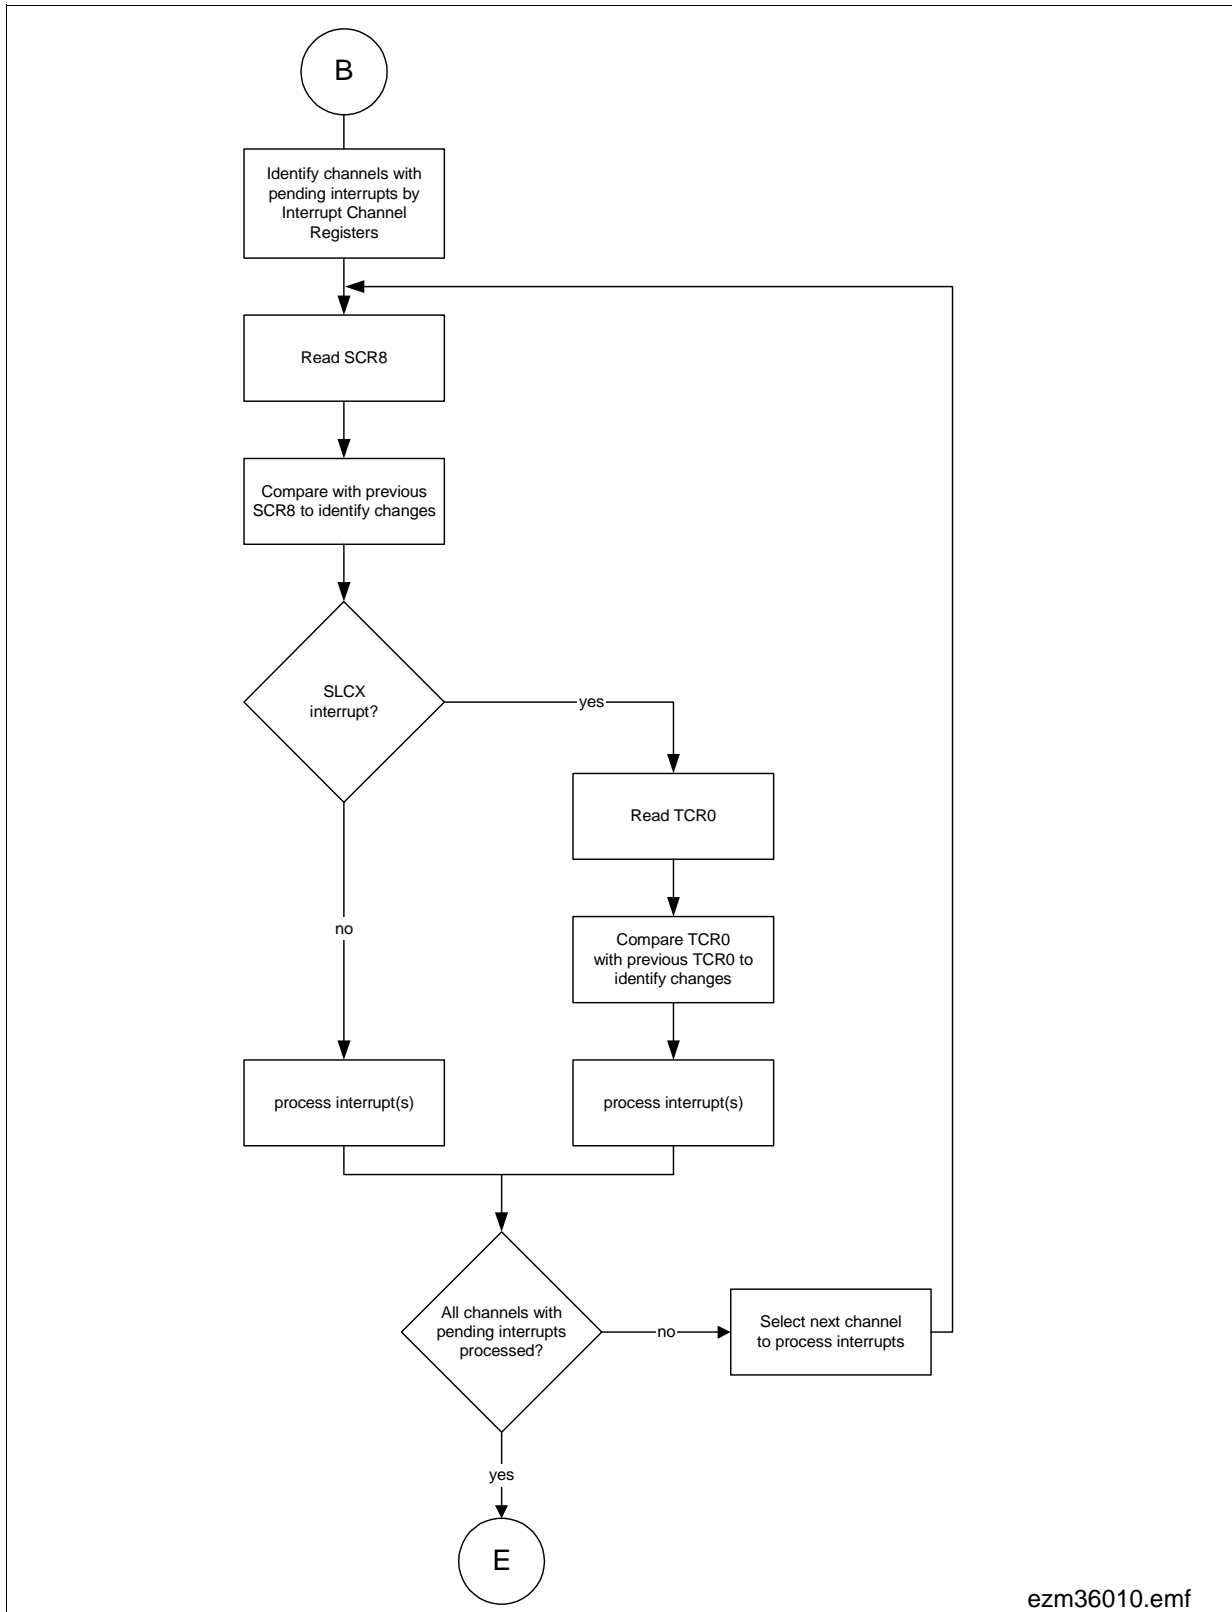 B
Identify channels with
pending interrupts by
Interrupt Channel
Registers
Read SCR8
Compare with previous
SCR8 to identify changes
SLCX
interrupt?
yes
Read TCR0
Compare TCR0
with previous TCR0 to
identify changes
no
process interrupt(s)
process interrupt(s)
All channels with
pending interrupts
processed?
no
Select next channel
to process interrupts
yes
E
ezm36010.emf